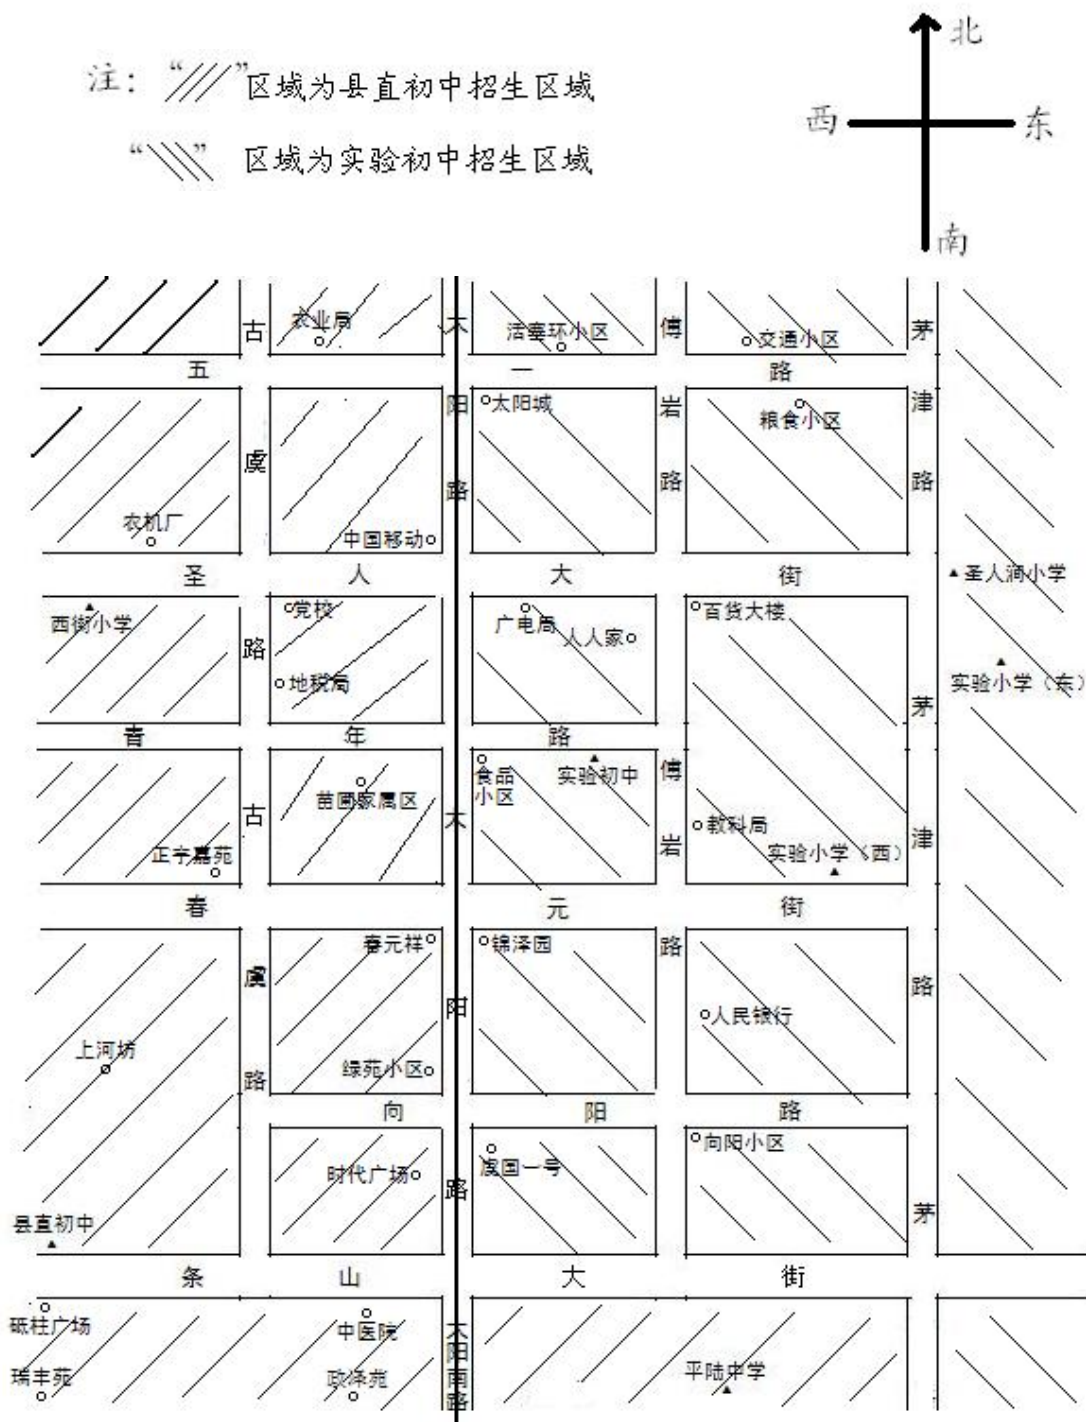 北
注：“///”区域为县直初中招生区域
西 东
“\\\”区域为实验初中招生区域
南
古 农业局 大 活塞环小区 傅 交通小区 茅
五 一 路
阳 太阳城 岩 粮食小区 津
虞 路 路 路
农机厂 中国移动
圣 人 大 街 圣人涧小学
西街小学 党校 广电局 百货大楼
路 人人家
地税局 实验小学（东）
青 年 路 茅
食品小区 实验初中 傅
古 苗圃家属区 大 岩 教科局 津
正宇嘉苑 实验小学（西）
春 元 街
虞 春元祥 锦泽园 路 路
阳 人民银行
上河坊
路 绿苑小区
向 阳 路
时代广场 路 虞国一号 向阳小区
县直初中 茅
条 山 大 街
砥柱广场 中医院 太阳南路
瑞丰苑 政泽苑 平陆中学